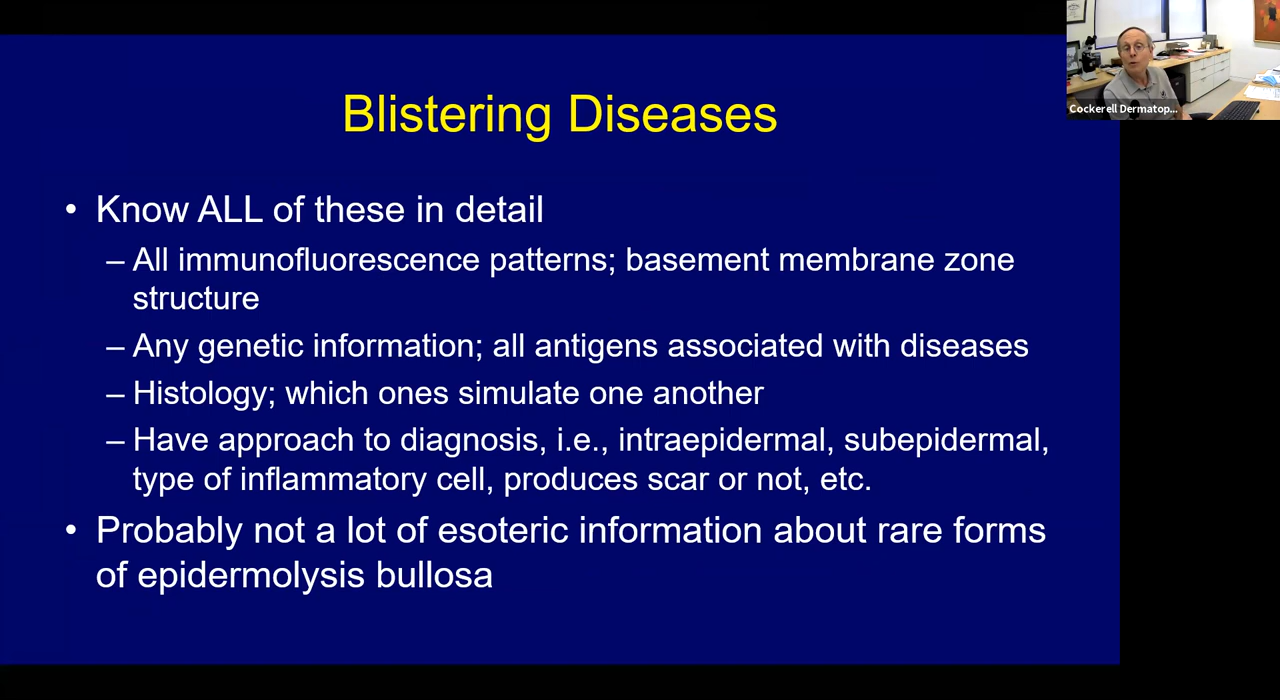 Blistering Diseases
• Know ALL of these in detail
– All immunofluorescence patterns; basement membrane zone
structure
– Any genetic information; all antigens associated with diseases
– Histology; which ones simulate one another
– Have approach to diagnosis, i.e., intraepidermal, subepidermal,
type of inflammatory cell, produces scar or not, etc.
• Probably not a lot of esoteric information about rare forms
of epidermolysis bullosa
Cockerell Dermatop...